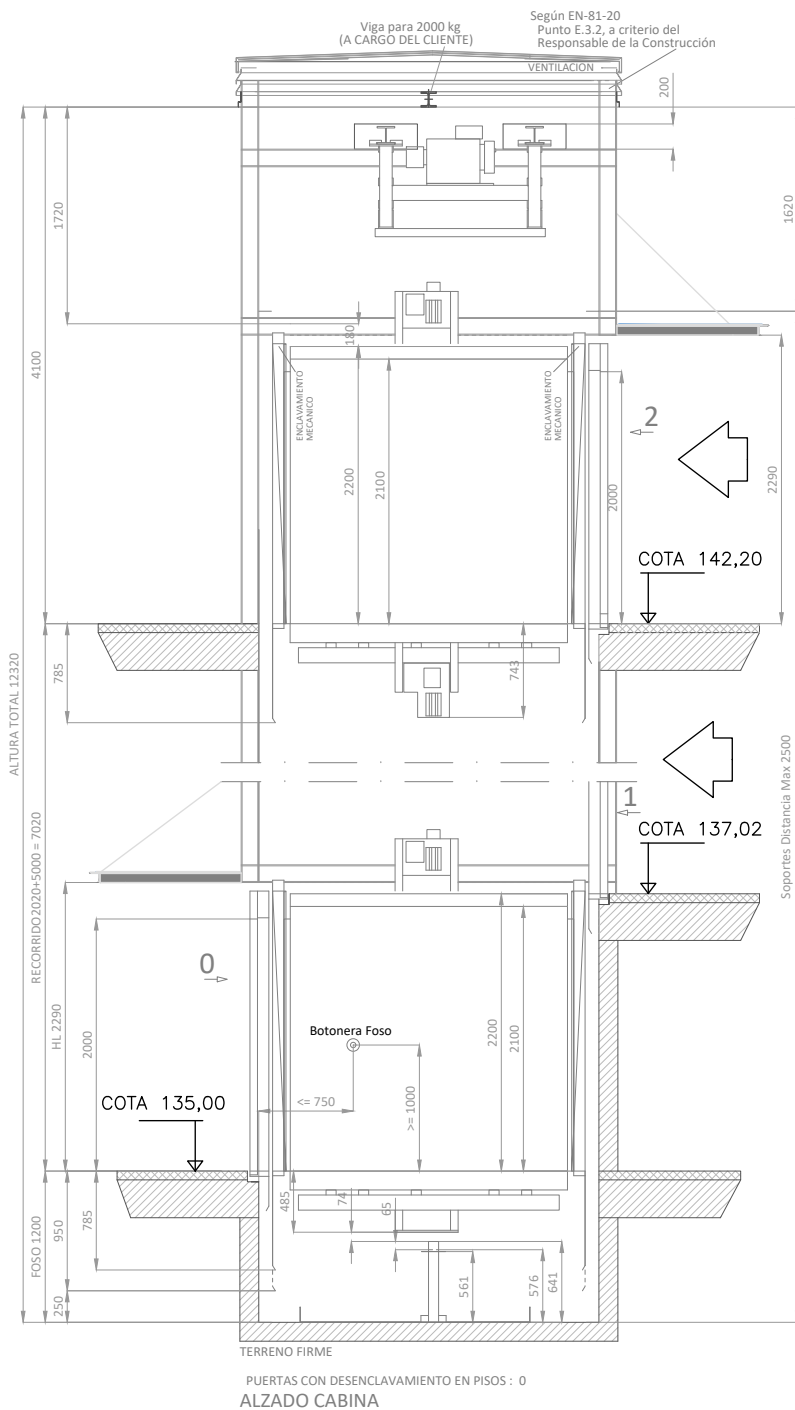 Viga para 2000 kg
(A CARGO DEL CLIENTE)
Según EN-81-20
Punto E.3.2, a criterio del
Responsable de la Construcción
VENTILACION
200
1720
1620
180
4100
ENCLAVAMIENTO
MECANICO
ENCLAVAMIENTO
MECANICO
2
2200
2100
2000
2290
COTA 142,20
785
743
ALTURA TOTAL 12320
1
COTA 137,02
Soportes Distancia Max 2500
RECORRIDO2020+5000 = 7020
0
HL 2290
2000
Botonera Foso
2200
2100
<= 750
>= 1000
COTA 135,00
FOSO 1200
950
785
485
74
65
250
561
576
641
TERRENO FIRME
PUERTAS CON DESENCLAVAMIENTO EN PISOS : 0
ALZADO CABINA